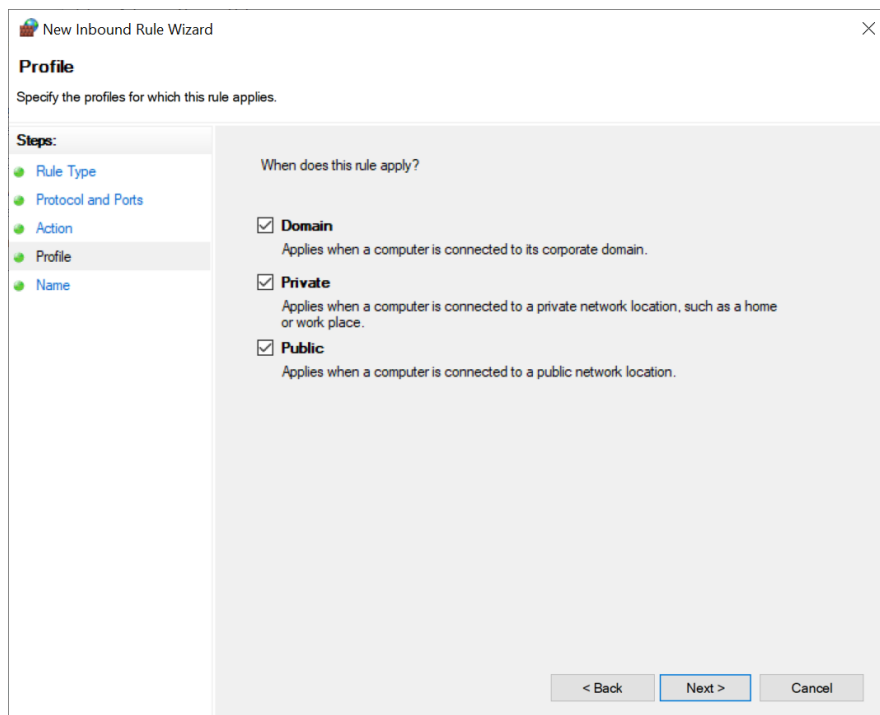 New Inbound Rule Wizard
Profile
Specify the profiles for which this rule applies.
Steps:
Rule Type
Protocol and Ports
Action
Profile
Name
When does this rule apply?
Domain
Applies when a computer is connected to its corporate domain.
Private
Applies when a computer is connected to a private network location, such as a home
or work place.
Public
Applies when a computer is connected to a public network location.
< Back
Next >
Cancel